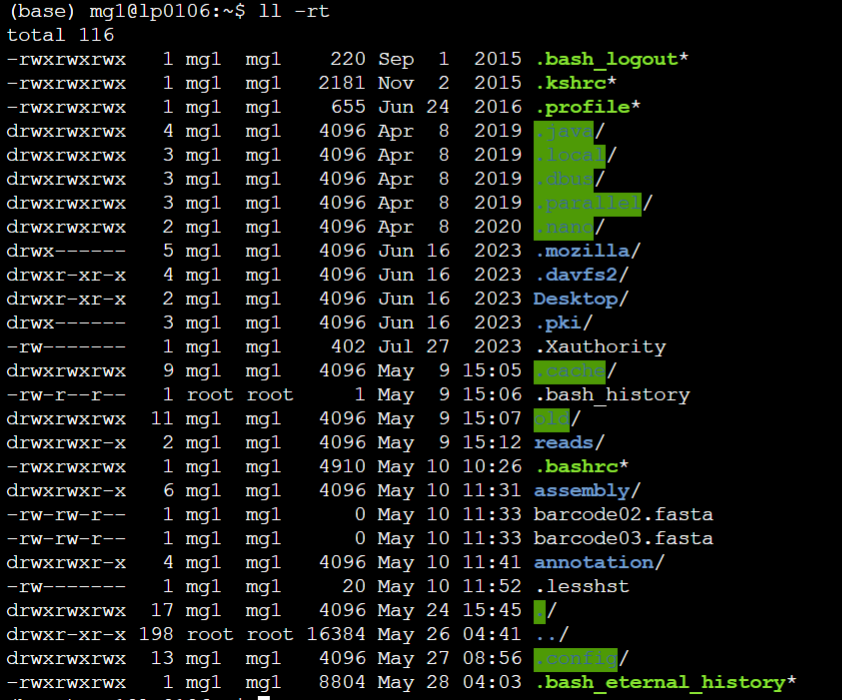 (base) mg1@lp0106:~$ ll -rt
total 116
-rwxrwxrwx   1 mg1  mg1    220 Sep  1  2015 .bash_logout*
-rwxrwxrwx   1 mg1  mg1   2181 Nov  2  2015 .kshrc*
-rwxrwxrwx   1 mg1  mg1    655 Jun 24  2016 .profile*
drwxrwxrwx   4 mg1  mg1   4096 Apr  8  2019 .java/
drwxrwxrwx   3 mg1  mg1   4096 Apr  8  2019 .local/
drwxrwxrwx   3 mg1  mg1   4096 Apr  8  2019 .dbus/
drwxrwxrwx   3 mg1  mg1   4096 Apr  8  2019 .parallel/
drwxrwxrwx   2 mg1  mg1   4096 Apr  8  2020 .nano/
drwx------   5 mg1  mg1   4096 Jun 16  2023 .mozilla/
drwxr-xr-x   4 mg1  mg1   4096 Jun 16  2023 .davfs2/
drwxr-xr-x   2 mg1  mg1   4096 Jun 16  2023 Desktop/
drwx------   3 mg1  mg1   4096 Jun 16  2023 .pki/
-rw-------   1 mg1  mg1    402 Jul 27  2023 .Xauthority
drwxrwxrwx   9 mg1  mg1   4096 May  9 15:05 .cache/
-rw-r--r--   1 root root     1 May  9 15:06 .bash_history
drwxrwxrwx  11 mg1  mg1   4096 May  9 15:07 old/
drwxrwxr-x   2 mg1  mg1   4096 May  9 15:12 reads/
-rwxrwxrwx   1 mg1  mg1   4910 May 10 10:26 .bashrc*
drwxrwxr-x   6 mg1  mg1   4096 May 10 11:31 assembly/
-rw-rw-r--   1 mg1  mg1      0 May 10 11:33 barcode02.fasta
-rw-rw-r--   1 mg1  mg1      0 May 10 11:33 barcode03.fasta
drwxrwxr-x   4 mg1  mg1   4096 May 10 11:41 annotation/
-rw-------   1 mg1  mg1     20 May 10 11:52 .lesshst
drwxrwxrwx  17 mg1  mg1   4096 May 24 15:45 ./
drwxr-xr-x 198 root root 16384 May 26 04:41 ../
drwxrwxrwx  13 mg1  mg1   4096 May 27 08:56 .config/
-rwxrwxrwx   1 mg1  mg1   8804 May 28 04:03 .bash_eternal_history*